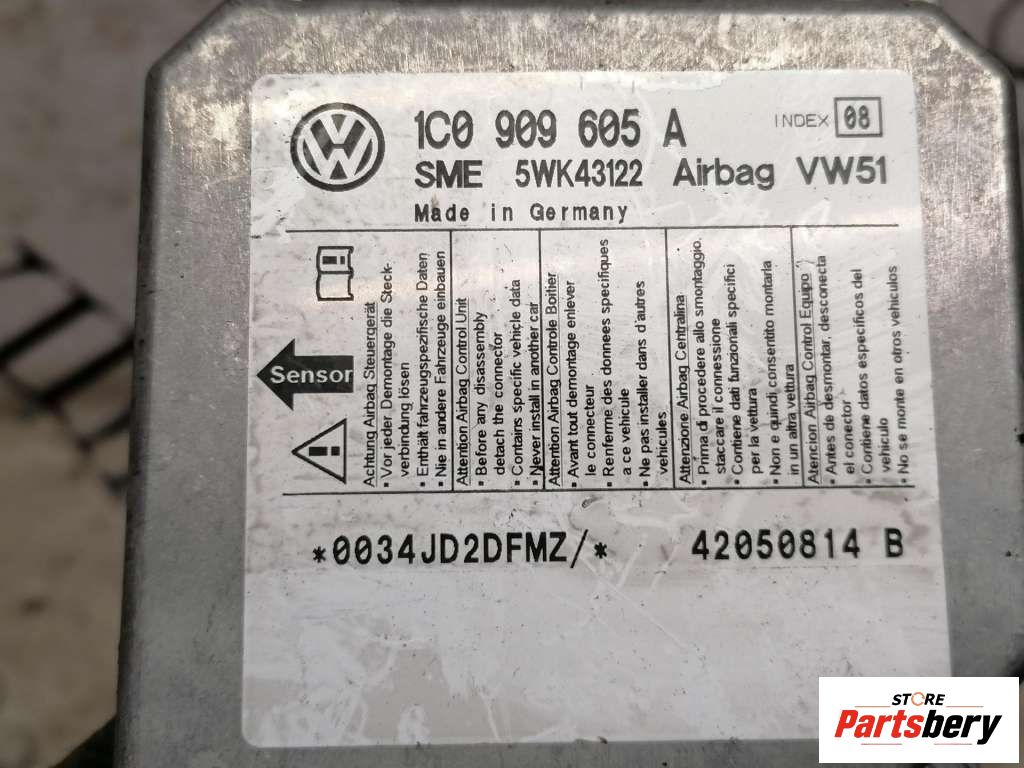 1C0 909 605 A
INDEX 08
SME 5WK43122 Airbag VW51
Made in Germany
Sensor
Achtung Airbag Steuergerät
• Vor jeder Demontage die Steck-
verbindung lösen
• Enthält fahrzeugspezifische Daten
• Nie in andere Fahrzeuge einbauen
Attention Airbag Control Unit
• Before any disassembly
detach the connector
• Contains specific vehicle data
• Never install in another car
Attention Airbag Controle Boitier
• Avant tout demontage enlever
le connecteur
• Renferme des donnees specifiques
a ce vehicule
• Ne pas installer dans d'autres
vehicules
Attenzione Airbag Centralina
• Prima di procedere allo smontaggio,
staccare il connessione
• Contiene dati funzionali specifici
per la vettura
• Non e quindi, consentito montarla
in un altra vettura
Atencion Airbag Control Equipo
• Antes de desmontar, desconecta
el conector
• Contiene datos especificos del
vehiculo
• No se monte en otros vehiculos
*0034JD2DFMZ/* 42050814 B
STORE
Partsbery